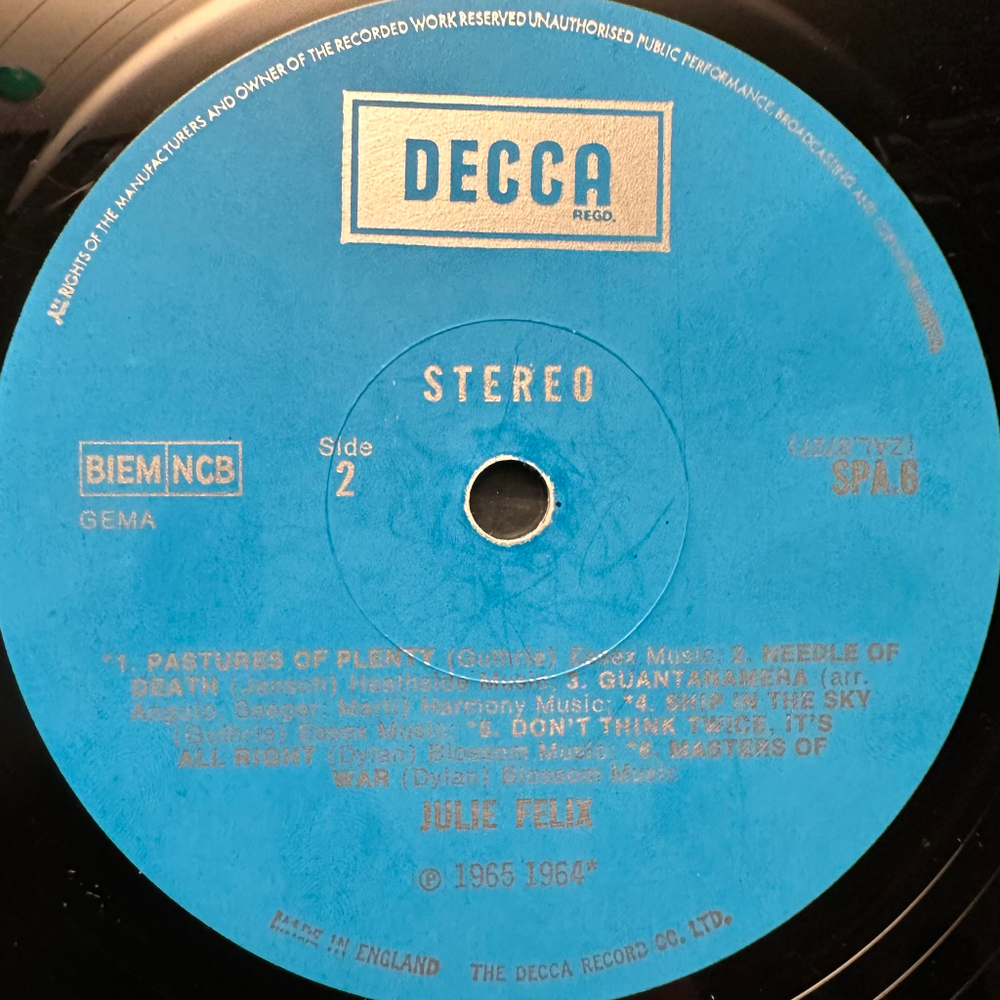 ALL RIGHTS OF THE MANUFACTURERS AND OWNER OF THE RECORDED WORK RESERVED UNAUTHORISED PUBLIC PERFORMANCE, BROADCASTING AND
DECCA
REGD.
STEREO
BIEM NCB
GEMA
Side
2
SPA.6
*1. PASTURES OF PLENTY (Guthrie) Essex Music; 2. NEEDLE OF
DEATH (Jansch) Heathside Music; 3. GUANTANAMERA (arr.
Angulo, Seeger; Marti) Harmony Music; *4. SHIP IN THE SKY
(Guthrie) Essex Music; *5. DON'T THINK TWICE, IT'S
ALL RIGHT (Dylan) Blossom Music; *6. MASTERS OF
WAR (Dylan) Blossom Music
JULIE FELIX
℗ 1965 1964*
MADE IN ENGLAND THE DECCA RECORD CO. LTD.